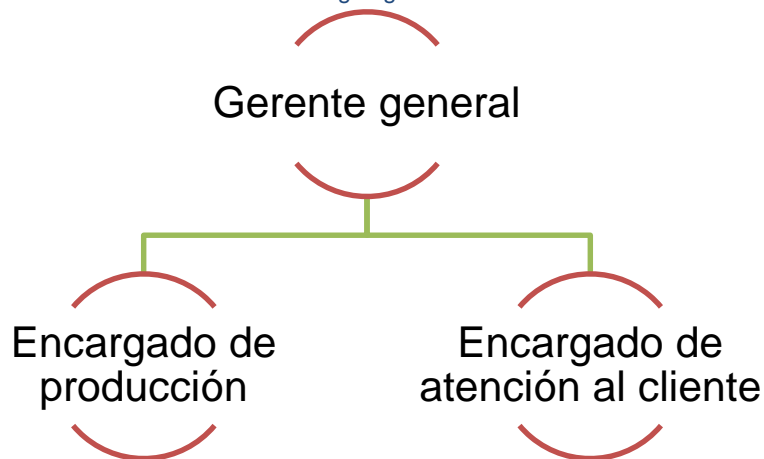 Gerente general
Encargado de
producción
Encargado de
atención al cliente